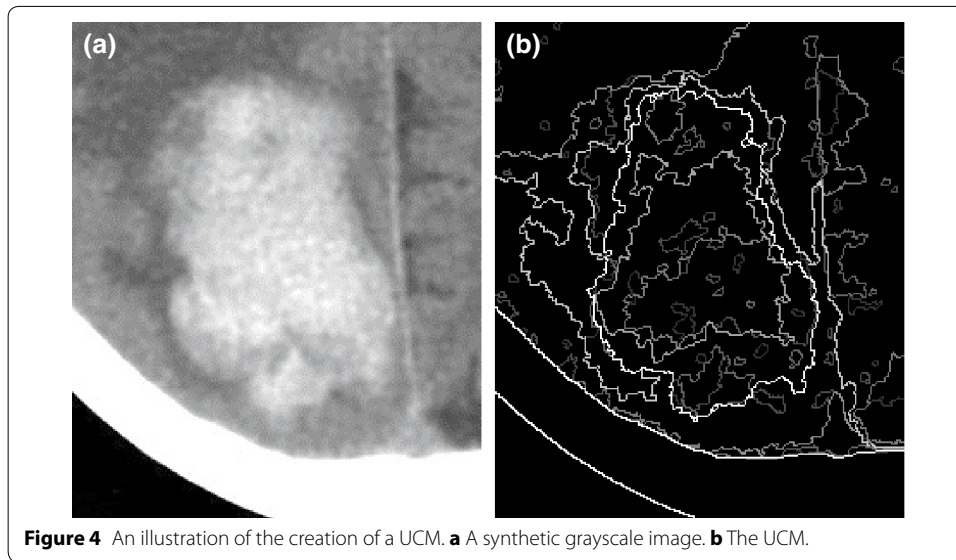 (a)
(b)
Figure 4 An illustration of the creation of a UCM. a A synthetic grayscale image. b The UCM.